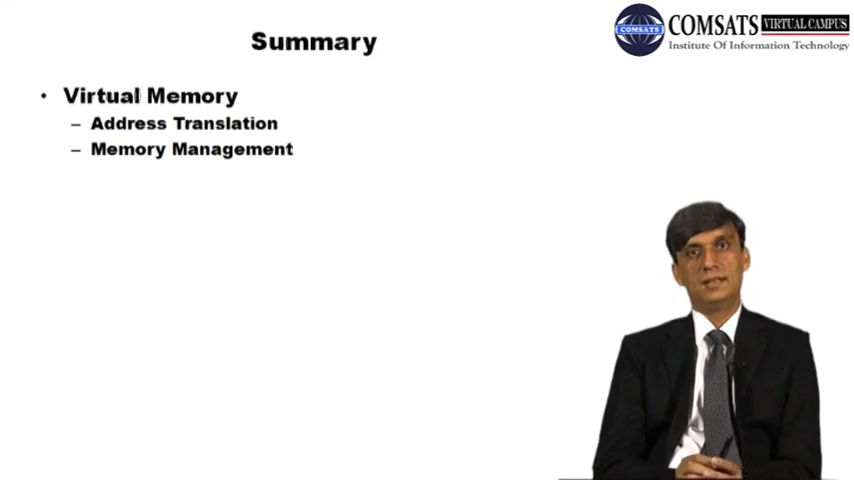 Summary
COMSATS
COMSATS VIRTUAL CAMPUS
Institute Of Information Technology
• Virtual Memory
– Address Translation
– Memory Management